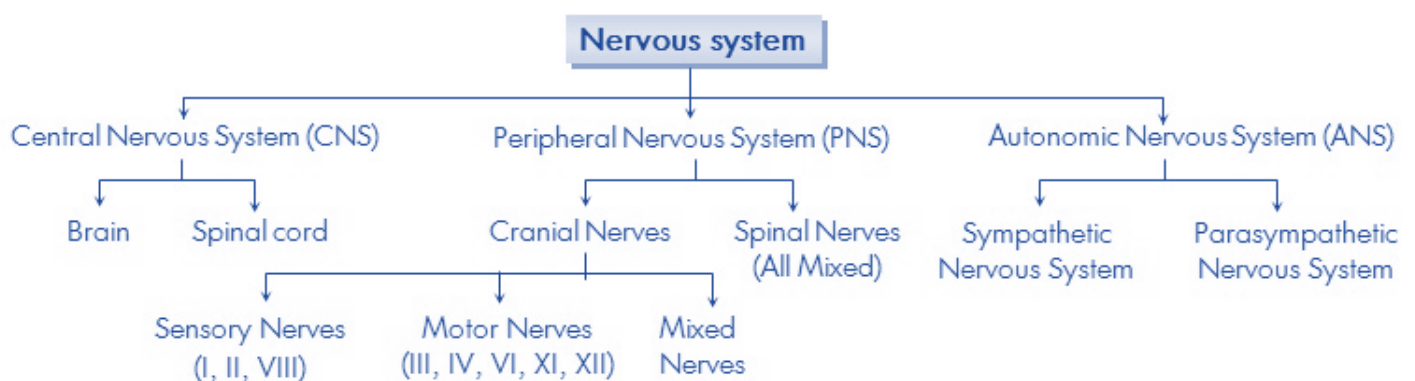 Nervous system
Central Nervous System (CNS)
Peripheral Nervous System (PNS)
Autonomic Nervous System (ANS)
Brain
Spinal cord
Cranial Nerves
Spinal Nerves
(All Mixed)
Sympathetic
Nervous System
Parasympathetic
Nervous System
Sensory Nerves
(I, II, VIII)
Motor Nerves
(III, IV, VI, XI, XII)
Mixed
Nerves